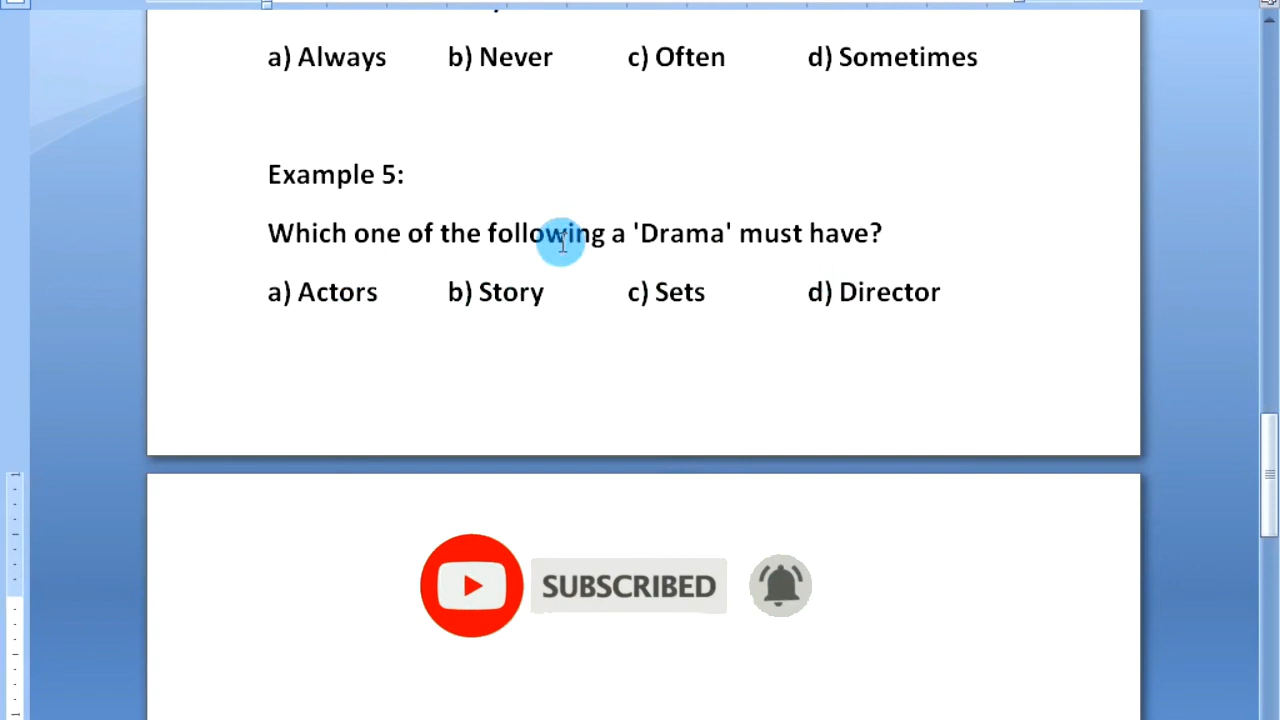 a) Always b) Never c) Often d) Sometimes
Example 5:
Which one of the following a 'Drama' must have?
a) Actors b) Story c) Sets d) Director
SUBSCRIBED